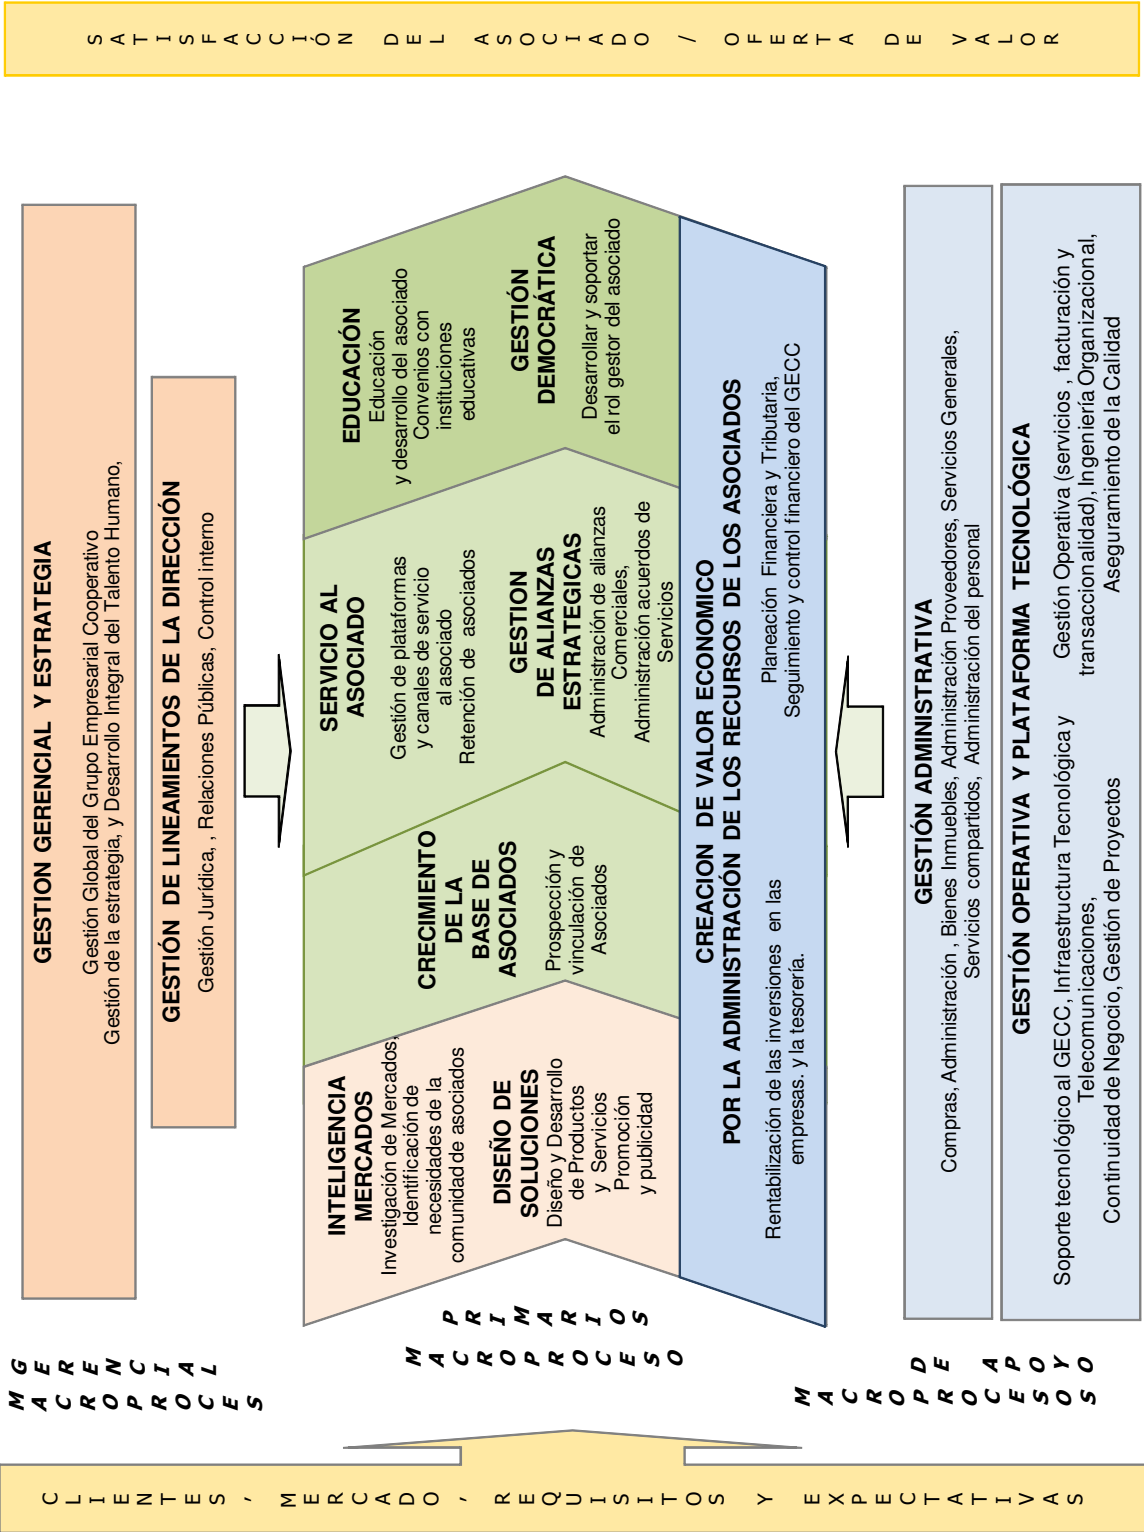 CLIENTES, MERCADO, REQUISITOS Y EXPECTATIVAS
MACROPROCES
GERENCIAL
GESTION GERENCIAL Y ESTRATEGIA
Gestión Global del Grupo Empresarial Cooperativo
Gestión de la estrategia, y Desarrollo Integral del Talento Humano,
GESTIÓN DE LINEAMIENTOS DE LA DIRECCIÓN
Gestión Jurídica, , Relaciones Públicas, Control interno
MACROPROCESO
PRIMARIOS
INTELIGENCIA
MERCADOS
Investigación de Mercados,
Identificación de
necesidades de la
comunidad de asociados
DISEÑO DE
SOLUCIONES
Diseño y Desarrollo
de Productos
y Servicios
Promoción
y publicidad
CRECIMIENTO
DE LA
BASE DE
ASOCIADOS
Prospección y
vinculación de
Asociados
SERVICIO AL
ASOCIADO
Gestión de plataformas
y canales de servicio
al asociado
Retención de asociados
GESTION
DE ALIANZAS
ESTRATEGICAS
Administración de alianzas
Comerciales,
Administración acuerdos de
Servicios
EDUCACIÓN
Educación
y desarrollo del asociado
Convenios con
instituciones
educativas
GESTIÓN
DEMOCRÁTICA
Desarrollar y soportar
el rol gestor del asociado
CREACION DE VALOR ECONOMICO
POR LA ADMINISTRACIÓN DE LOS RECURSOS DE LOS ASOCIADOS
Rentabilización de las inversiones en las
empresas. y la tesorería.
Planeación Financiera y Tributaria,
Seguimiento y control financiero del GECC
MACROPROCESOS
DE APOYO
GESTIÓN ADMINISTRATIVA
Compras, Administración , Bienes Inmuebles, Administración Proveedores, Servicios Generales,
Servicios compartidos, Administración del personal
GESTIÓN OPERATIVA Y PLATAFORMA TECNOLÓGICA
Soporte tecnológico al GECC, Infraestructura Tecnológica y
Telecomunicaciones,
Continuidad de Negocio, Gestión de Proyectos
Gestión Operativa (servicios , facturación y
transaccionalidad), Ingeniería Organizacional,
Aseguramiento de la Calidad
SATISFACCIÓN DEL ASOCIADO / OFERTA DE VALOR